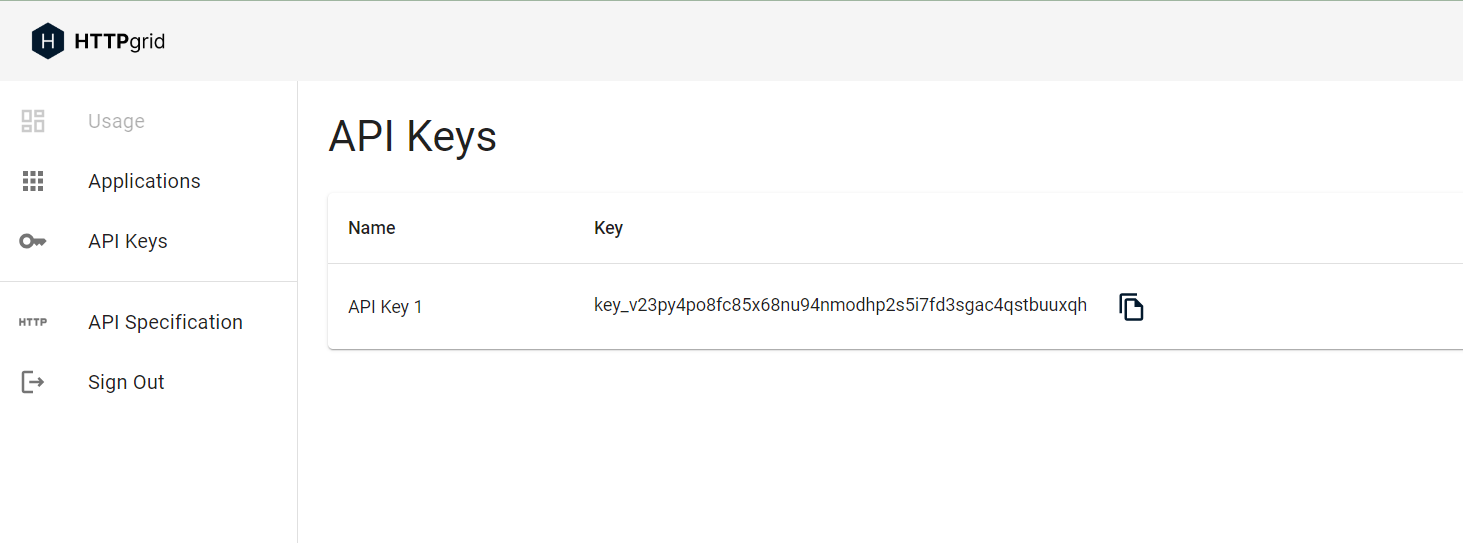 H HTTPgrid
Usage
Applications
API Keys
HTTP API Specification
Sign Out
API Keys
Name Key
API Key 1 key_v23py4po8fc85x68nu94nmodhp2s5i7fd3sgac4qstbuuxqh